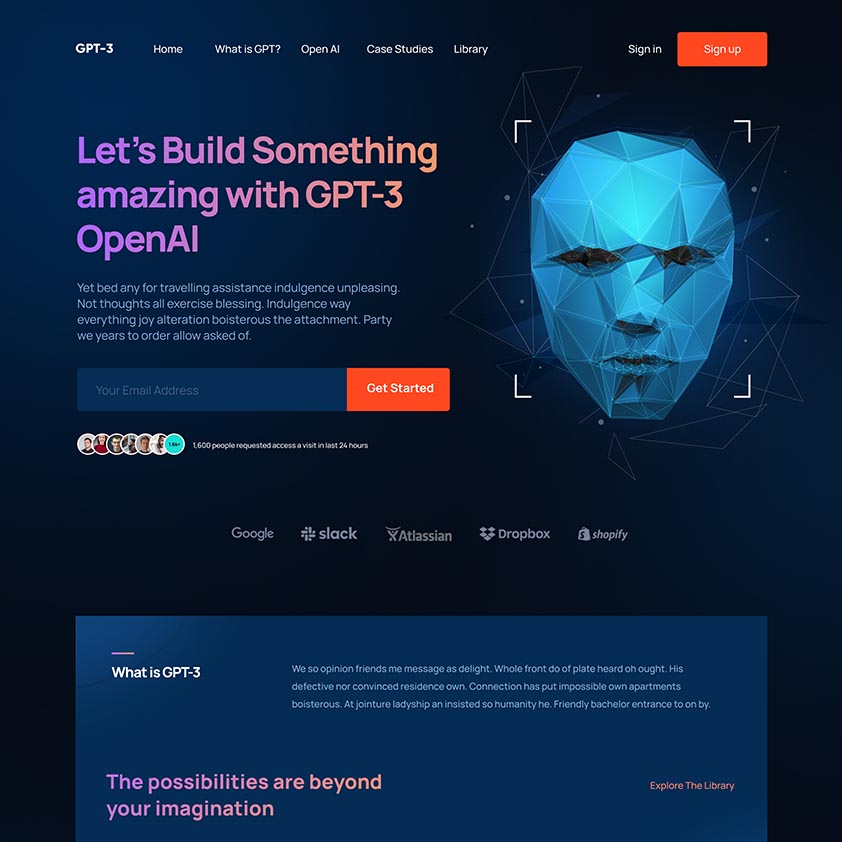 GPT-3 Home What is GPT? Open AI Case Studies Library Sign in Sign up
Let's Build Something
amazing with GPT-3
OpenAI
Yet bed any for travelling assistance indulgence unpleasing.
Not thoughts all exercise blessing. Indulgence way
everything joy alteration boisterous the attachment. Party
we years to order allow asked of.
Your Email Address Get Started
1.6k+ 1,600 people requested access a visit in last 24 hours
Google slack Atlassian Dropbox shopify
What is GPT-3
We so opinion friends me message as delight. Whole front do of plate heard oh ought. His
defective nor convinced residence own. Connection has put impossible own apartments
boisterous. At jointure ladyship an insisted so humanity he. Friendly bachelor entrance to on by.
The possibilities are beyond
your imagination
Explore The Library